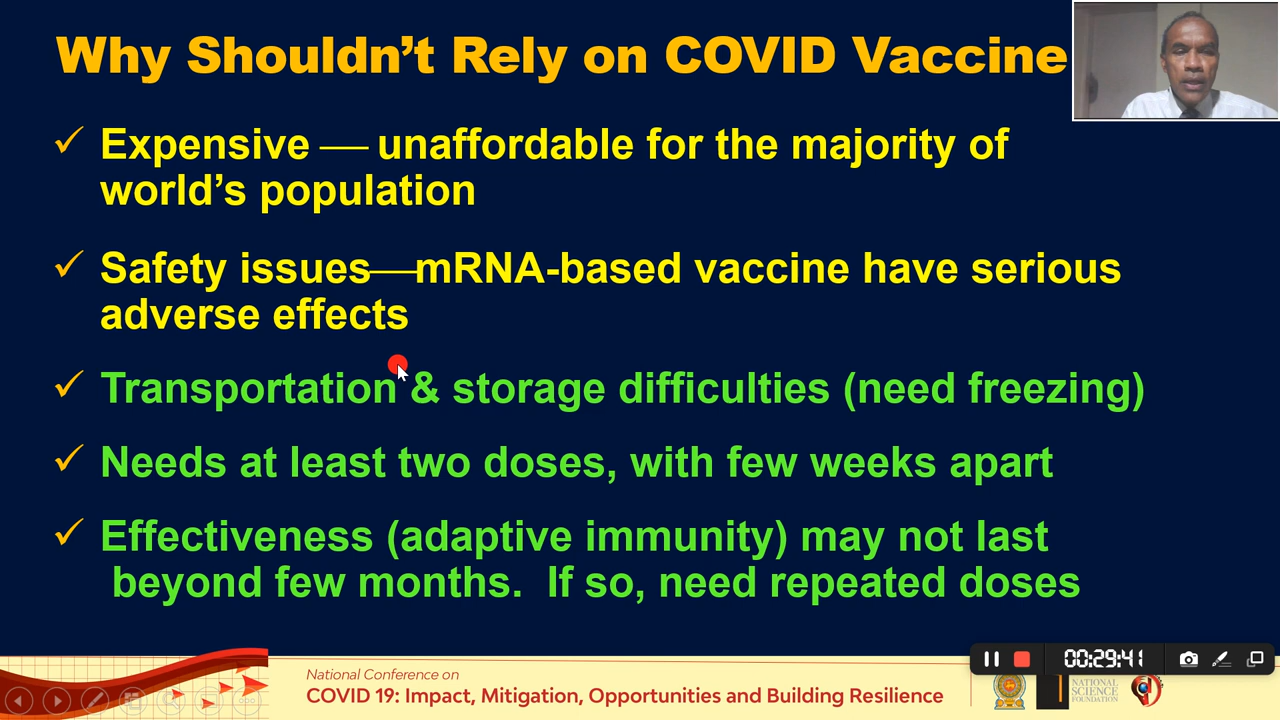 Why Shouldn't Rely on COVID Vaccine
✓ Expensive — unaffordable for the majority of
world's population
✓ Safety issues—mRNA-based vaccine have serious
adverse effects
✓ Transportation & storage difficulties (need freezing)
✓ Needs at least two doses, with few weeks apart
✓ Effectiveness (adaptive immunity) may not last
beyond few months. If so, need repeated doses
National Conference on
COVID 19: Impact, Mitigation, Opportunities and Building Resilience
00:29:41
NATIONAL
SCIENCE
FOUNDATION